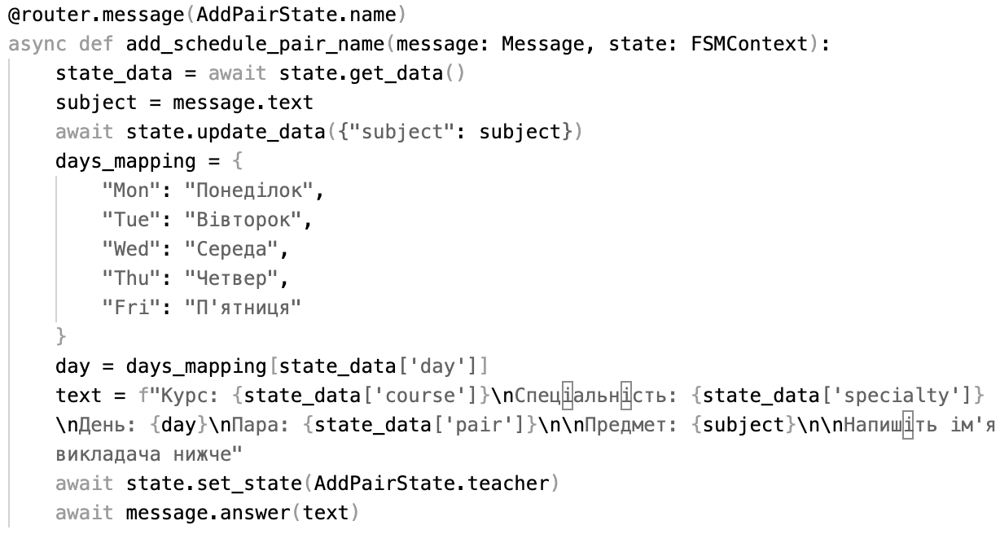 @router.message(AddPairState.name)
async def add_schedule_pair_name(message: Message, state: FSMContext):
    state_data = await state.get_data()
    subject = message.text
    await state.update_data({"subject": subject})
    days_mapping = {
        "Mon": "Понеділок",
        "Tue": "Вівторок",
        "Wed": "Середа",
        "Thu": "Четвер",
        "Fri": "П'ятниця"
    }
    day = days_mapping[state_data['day']]
    text = f"Курс: {state_data['course']}\nСпеціальність: {state_data['specialty']}
    \nДень: {day}\nПара: {state_data['pair']}\n\nПредмет: {subject}\n\nНапишіть ім'я
    викладача нижче"
    await state.set_state(AddPairState.teacher)
    await message.answer(text)